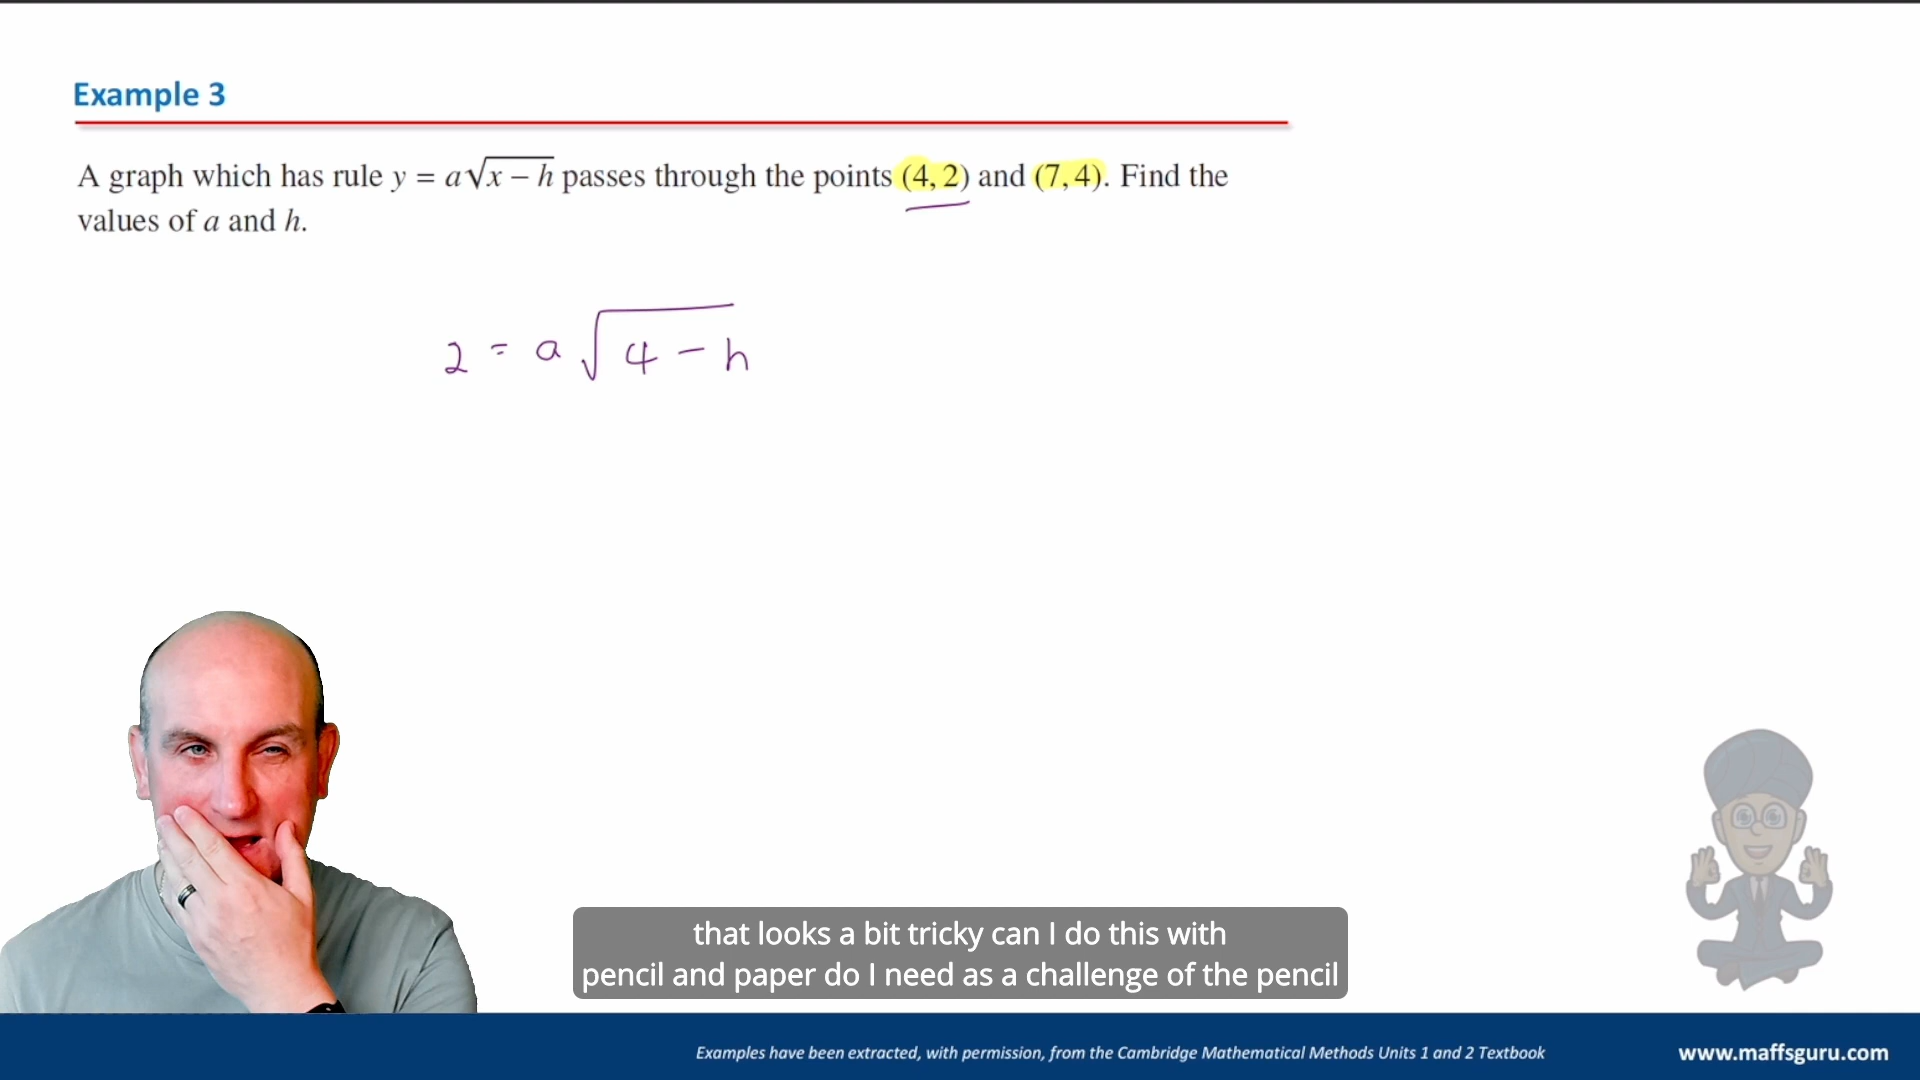 Example 3
A graph which has rule y = a√x − h passes through the points (4, 2) and (7, 4). Find the
values of a and h.
2 = a √4 − h
that looks a bit tricky can I do this with
pencil and paper do I need as a challenge of the pencil
Examples have been extracted, with permission, from the Cambridge Mathematical Methods Units 1 and 2 Textbook
www.maffsguru.com